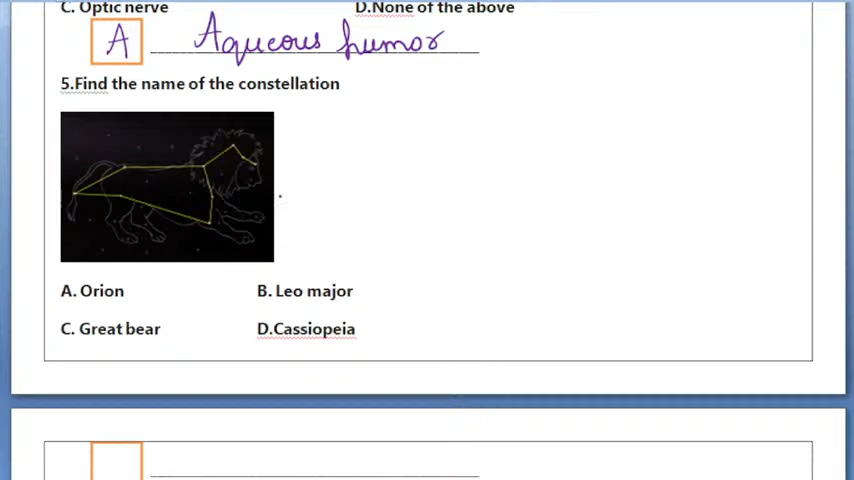 C. Optic nerve D.None of the above
A Aqueous humor
5.Find the name of the constellation
A. Orion B. Leo major
C. Great bear D.Cassiopeia